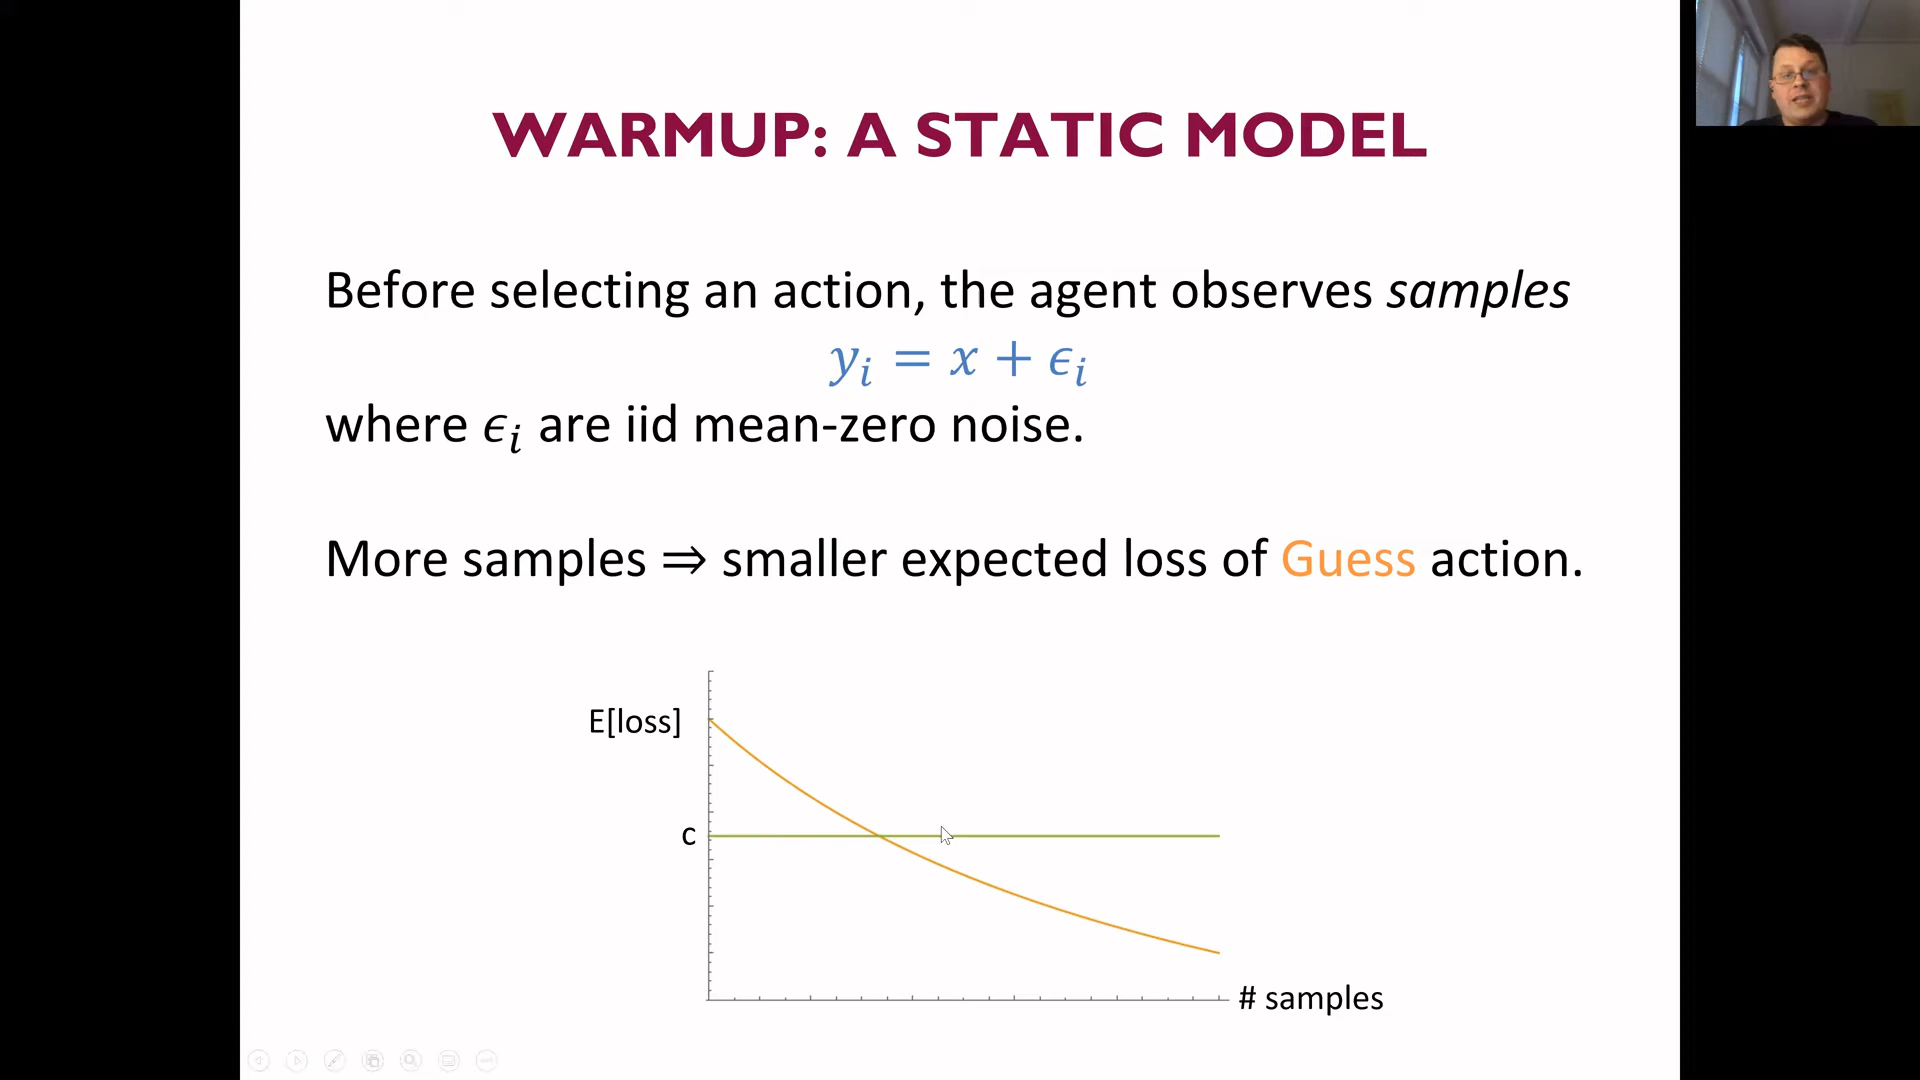 WARMUP: A STATIC MODEL
Before selecting an action, the agent observes samples
yᵢ = x + ϵᵢ
where ϵᵢ are iid mean-zero noise.
More samples ⇒ smaller expected loss of Guess action.
E[loss]
c
# samples